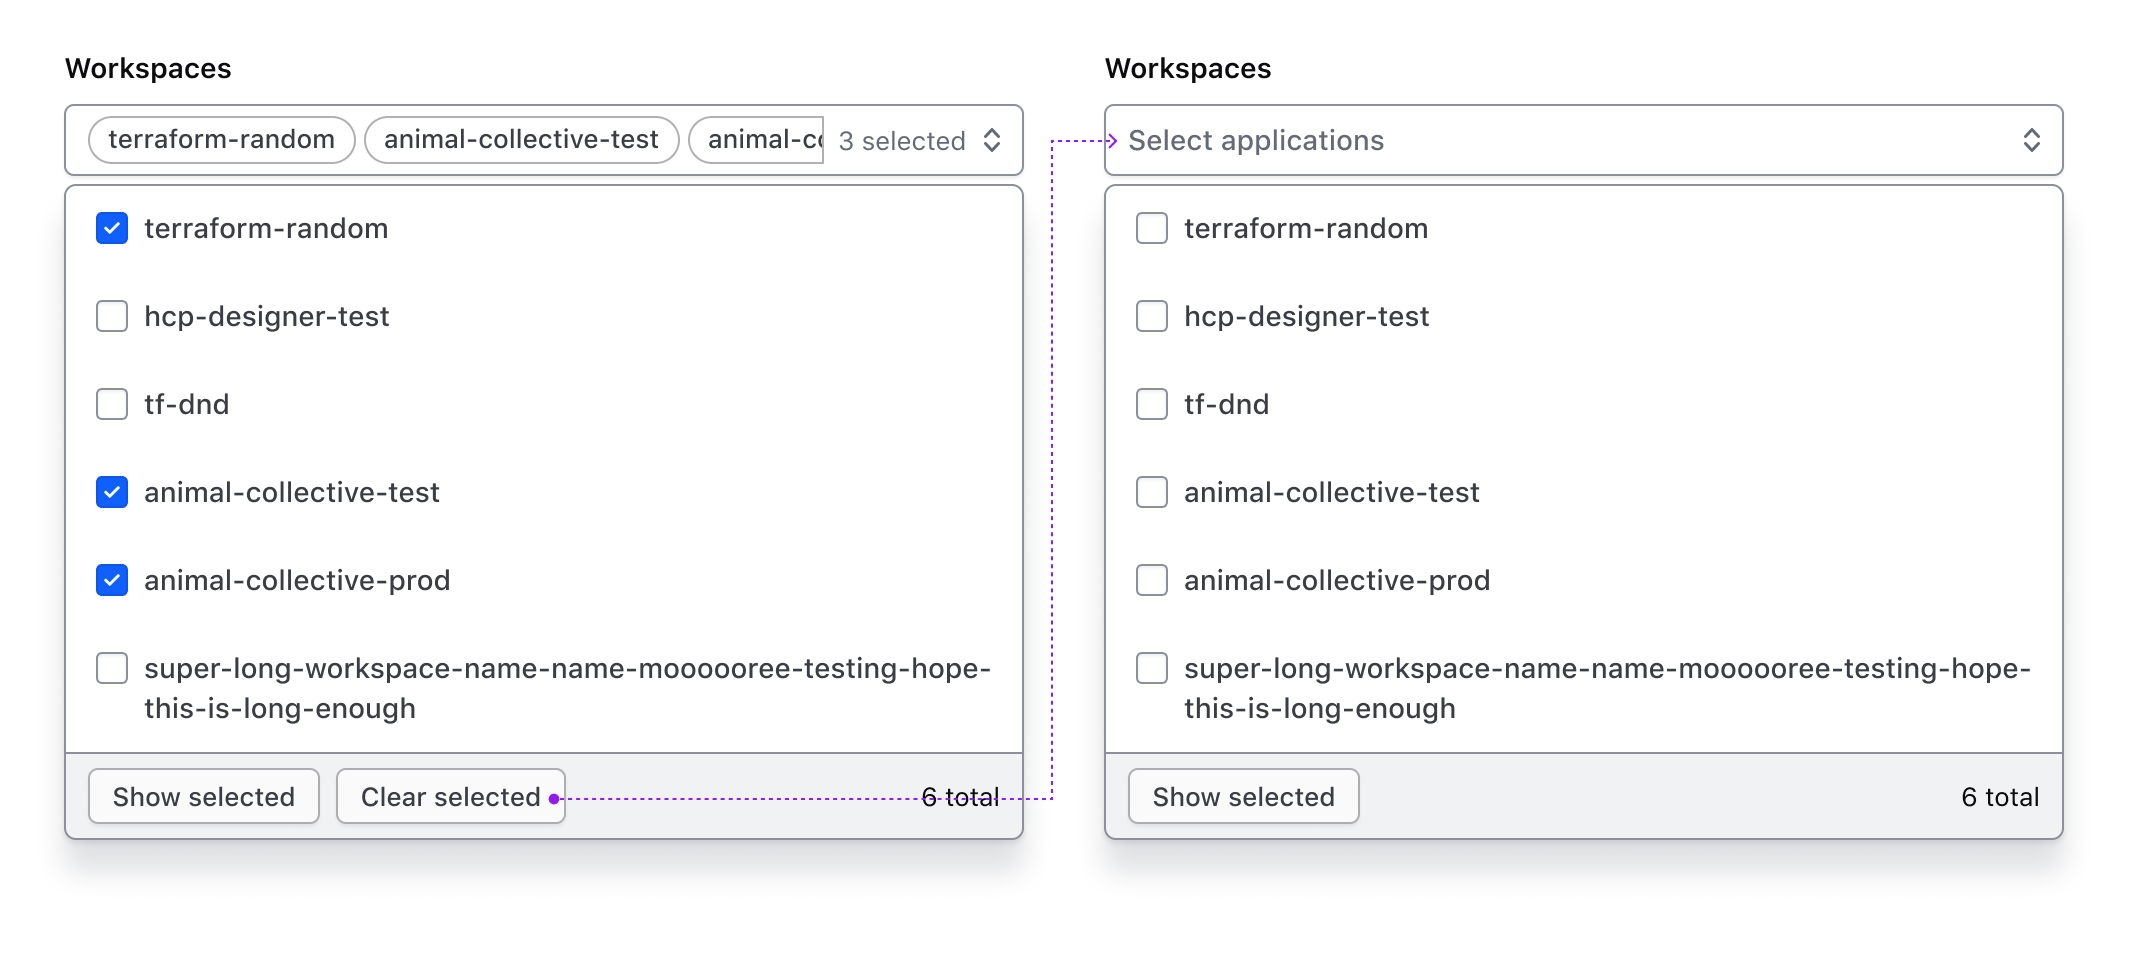 Workspaces
terraform-random animal-collective-test animal-c 3 selected
terraform-random
hcp-designer-test
tf-dnd
animal-collective-test
animal-collective-prod
super-long-workspace-name-name-moooooree-testing-hope-
this-is-long-enough
Show selected Clear selected 6 total
Workspaces
Select applications
terraform-random
hcp-designer-test
tf-dnd
animal-collective-test
animal-collective-prod
super-long-workspace-name-name-moooooree-testing-hope-
this-is-long-enough
Show selected 6 total